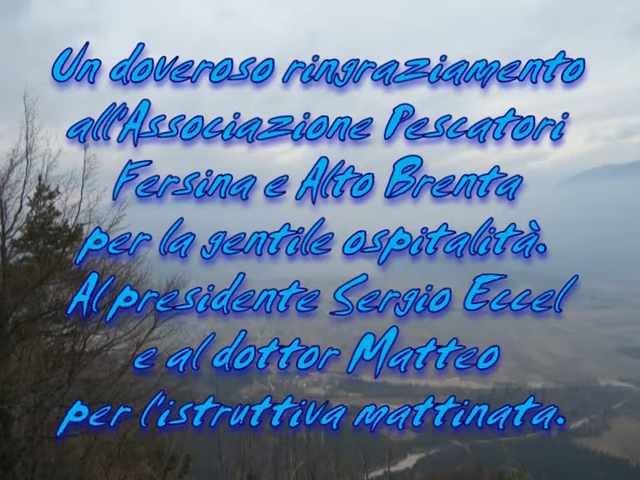 Un doveroso ringraziamento
all'Associazione Pescatori
Fersina e Alto Brenta
per la gentile ospitalità.
Al presidente Sergio Eccel
e al dottor Matteo
per l'istruttiva mattinata.